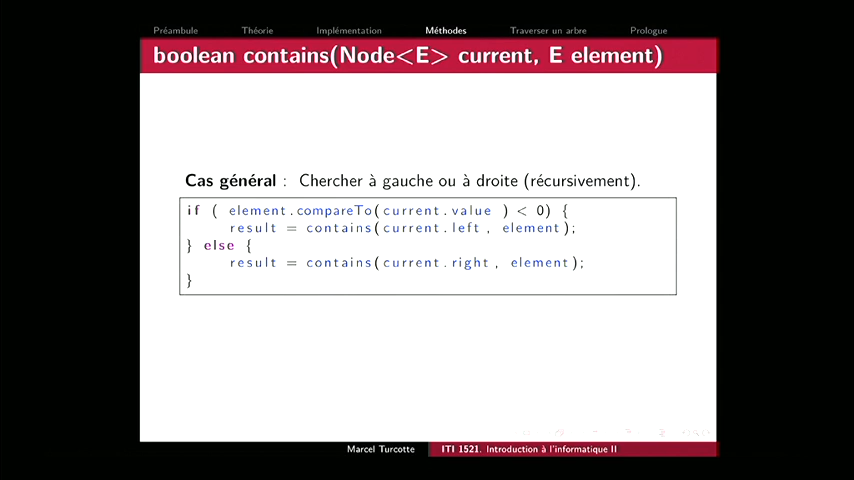 Préambule Théorie Implémentation Méthodes Traverser un arbre Prologue
boolean contains(Node<E> current, E element)
Cas général : Chercher à gauche ou à droite (récursivement).
if ( element.compareTo(current.value ) < 0) {
result = contains(current.left , element);
} else {
result = contains(current.right , element);
}
Marcel Turcotte ITI 1521. Introduction à l'informatique II